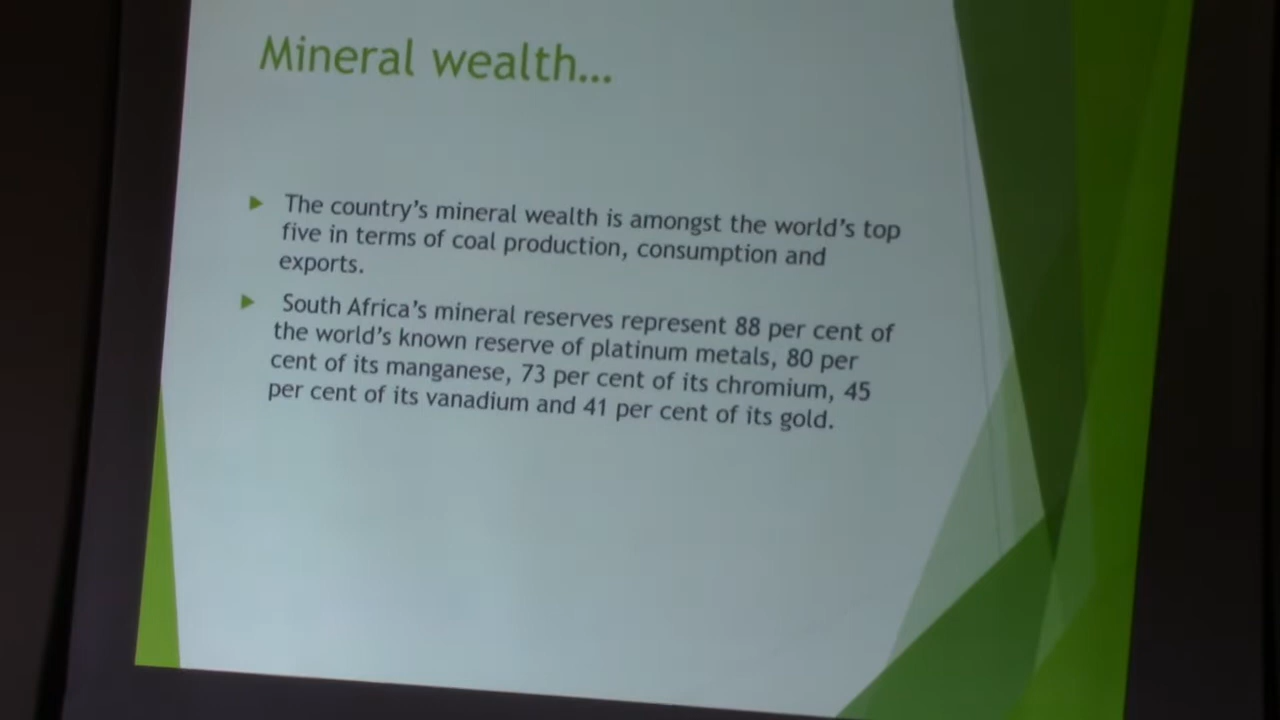 Mineral wealth...
The country's mineral wealth is amongst the world's top
five in terms of coal production, consumption and
exports.
South Africa's mineral reserves represent 88 per cent of
the world's known reserve of platinum metals, 80 per
cent of its manganese, 73 per cent of its chromium, 45
per cent of its vanadium and 41 per cent of its gold.